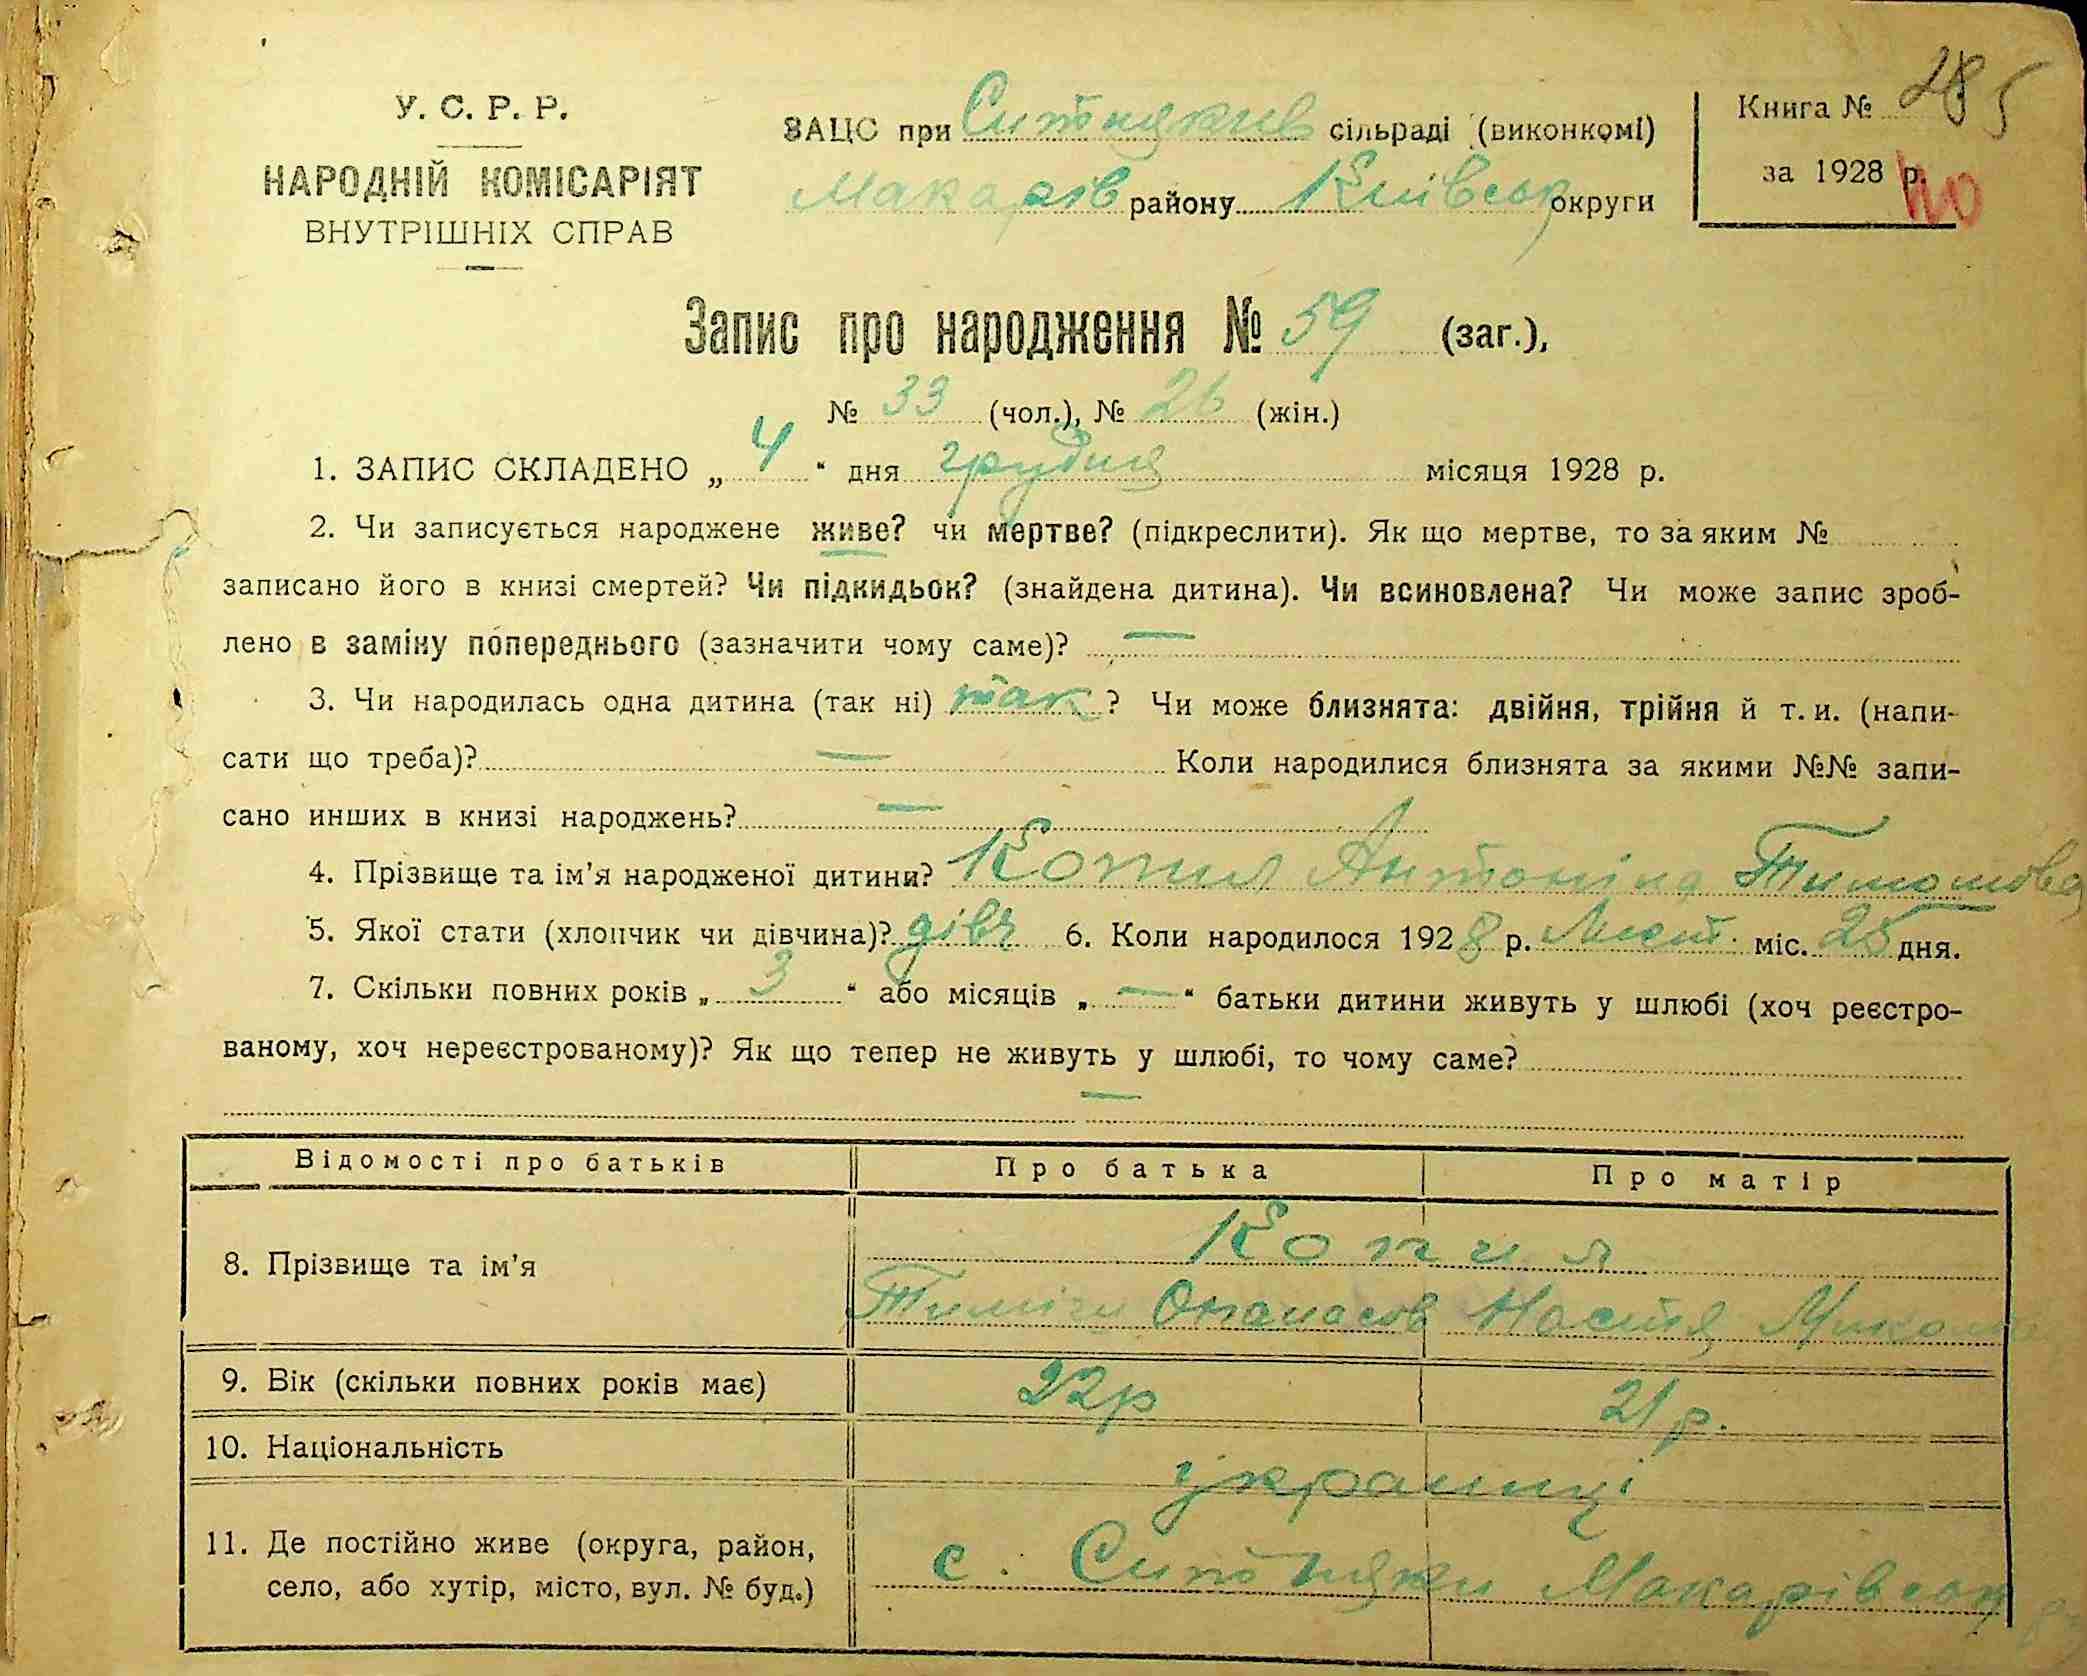 285
У. С. Р. Р.
НАРОДНІЙ КОМІСАРІЯТ
ВНУТРІШНІХ СПРАВ
ЗАЦС при Ситняків сільраді (виконкомі)
Макарів району Київськ округи
Книга №
за 1928 р.
Запис про народження № 59 (заг.),
№ 33 (чол.), № 26 (жін.)
1. ЗАПИС СКЛАДЕНО „ 4 “ дня грудня місяця 1928 р.
2. Чи записується народжене живе? чи мертве? (підкреслити). Як що мертве, то за яким №
записано його в книзі смертей? Чи підкидьок? (знайдена дитина). Чи всиновлена? Чи може запис зроб-
лено в заміну попереднього (зазначити чому саме)? —
3. Чи народилась одна дитина (так ні) так ? Чи може близнята: двійня, трійня й т. и. (напи-
сати що треба)? — Коли народилися близнята за якими №№ запи-
сано инших в книзі народжень? —
4. Прізвище та ім’я народженої дитини? Копил Антоніна Тимошова
5. Якої стати (хлопчик чи дівчина)? дівч 6. Коли народилося 1928 р. Лист. міс. 25 дня.
7. Скільки повних років „ 3 “ або місяців „ — “ батьки дитини живуть у шлюбі (хоч реєстро-
ваному, хоч нереєстрованому)? Як що тепер не живуть у шлюбі, то чому саме?
—
Відомості про батьків Про батька Про матір
8. Прізвище та ім’я Копил
Опанасов Настя Микола
9. Вік (скільки повних років має) 22р 21р.
10. Національність українці
11. Де постійно живе (округа, район,
село, або хутір, місто, вул. № буд.) с. Ситняки Макарівськ